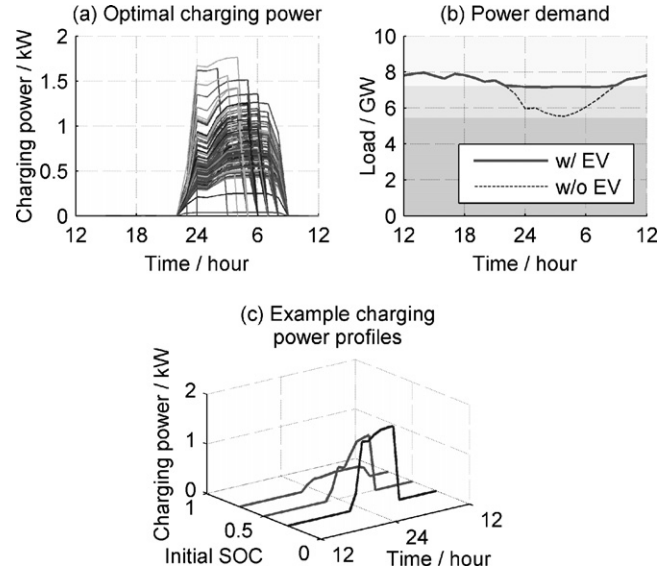 (a) Optimal charging power
Charging power / kW
2
1.5
1
0.5
0
12 18 24 6 12
Time / hour
(b) Power demand
Load / GW
10
8
6
4
2
0
w/ EV
w/o EV
12 18 24 6 12
Time / hour
(c) Example charging
power profiles
Charging power / kW
2
1
0
1
0.5
0
Initial SOC
12
24
12
Time / hour